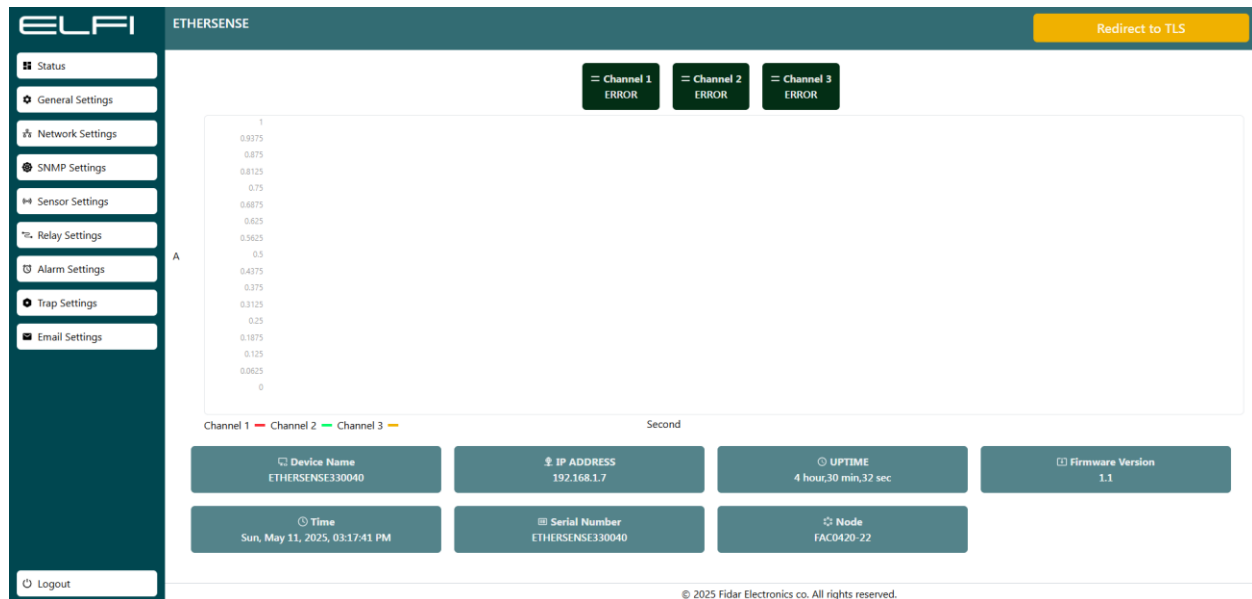 ELFI
ETHERSENSE
Redirect to TLS
Status
General Settings
Network Settings
SNMP Settings
Sensor Settings
Relay Settings
Alarm Settings
Trap Settings
Email Settings
Logout
Channel 1
ERROR
Channel 2
ERROR
Channel 3
ERROR
1
0.9375
0.875
0.8125
0.75
0.6875
0.625
0.5625
0.5
0.4375
0.375
0.3125
0.25
0.1875
0.125
0.0625
0
A
Channel 1 Channel 2 Channel 3
Second
Device Name
ETHERSENSE330040
IP ADDRESS
192.168.1.7
UPTIME
4 hour,30 min,32 sec
Firmware Version
1.1
Time
Sun, May 11, 2025, 03:17:41 PM
Serial Number
ETHERSENSE330040
Node
FAC0420-22
© 2025 Fidar Electronics co. All rights reserved.